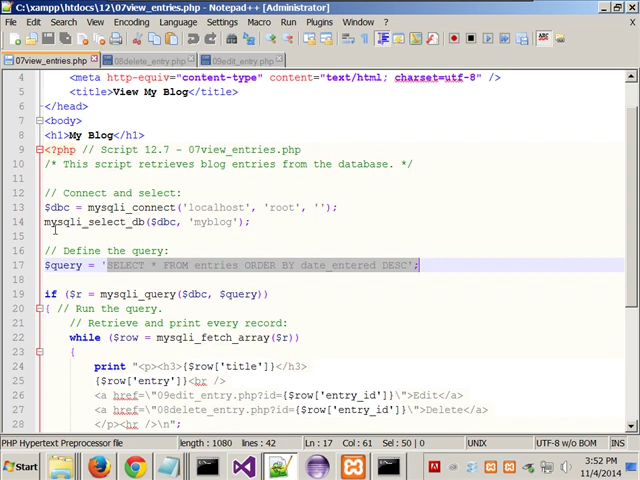 C:\xampp\htdocs\12\07view_entries.php - Notepad++ [Administrator]
File Edit Search View Encoding Language Settings Macro Run Plugins Window ? X
07view_entries.php 08delete_entry.php 09edit_entry.php
4 <meta http-equiv="content-type" content="text/html; charset=utf-8" />
5 <title>View My Blog</title>
6 </head>
7 <body>
8 <h1>My Blog</h1>
9 <?php // Script 12.7 - 07view_entries.php
10 /* This script retrieves blog entries from the database. */
11
12 // Connect and select:
13 $dbc = mysqli_connect('localhost', 'root', '');
14 mysqli_select_db($dbc, 'myblog');
15
16 // Define the query:
17 $query = 'SELECT * FROM entries ORDER BY date_entered DESC';
18
19 if ($r = mysqli_query($dbc, $query))
20 { // Run the query.
21 // Retrieve and print every record:
22 while ($row = mysqli_fetch_array($r))
23 {
24 print "<p><h3>{$row['title']}</h3>
25 {$row['entry']}<br />
26 <a href=\"09edit_entry.php?id={$row['entry_id']}\">Edit</a>
27 <a href=\"08delete_entry.php?id={$row['entry_id']}\">Delete</a>
28 </p><hr />\n";
PHP Hypertext Preprocessor file length : 1080 lines : 42 Ln : 17 Col : 61 Sel : 50 | 0 UNIX UTF-8 w/o BOM INS
Start 3:52 PM
11/4/2014